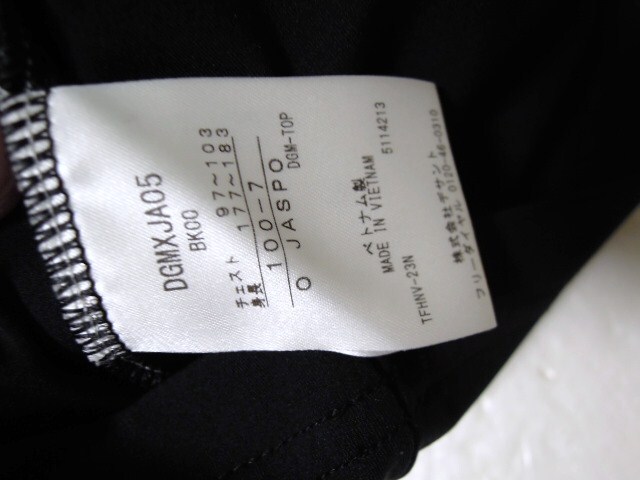 DGMXJA05
BK00
チェスト 97~103
身長 177~183
100-7
O JASPO
DGM-TOP
ベトナム製
MADE IN VIETNAM 5114213
TFHNV-23N
株式会社デサント
フリーダイヤル 0120-46-0310